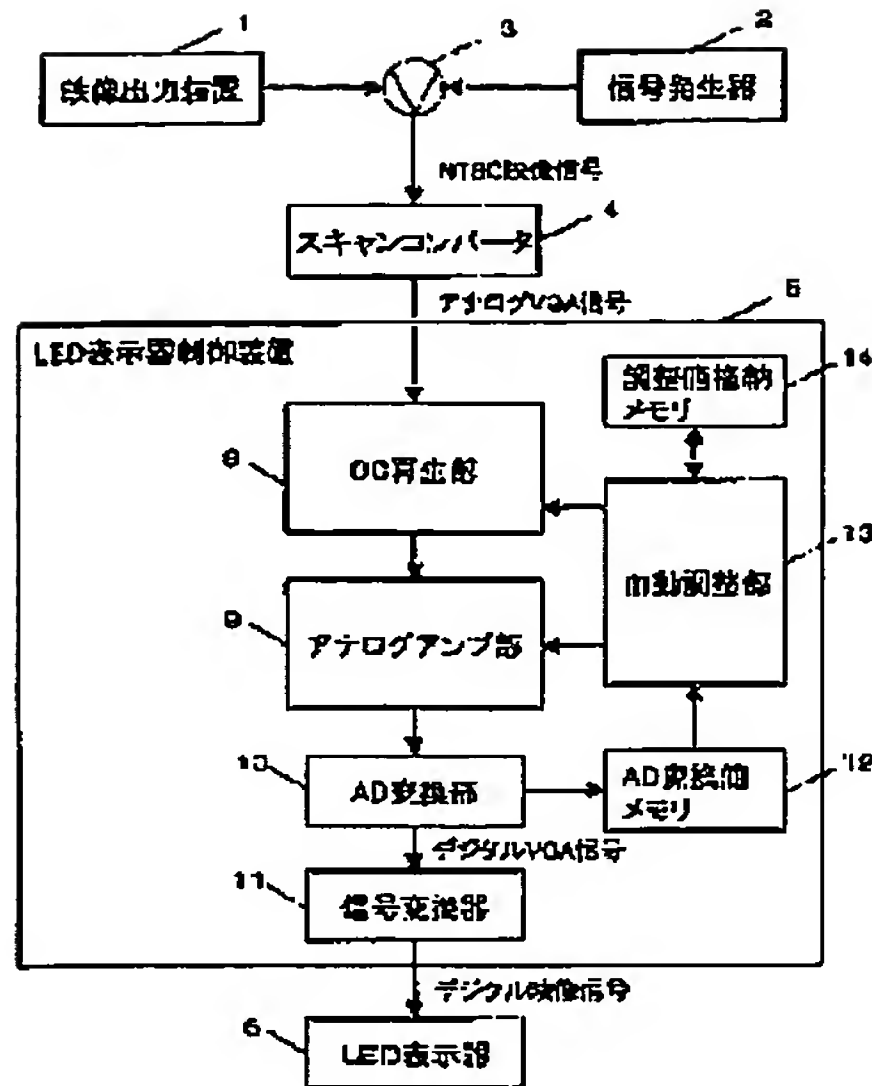 1
3
2
映像出力装置
信号発生器
NTSC映像信号
4
スキャンコンバータ
アナログVGA信号
5
LED表示器制御装置
調整値格納
メモリ
14
8
DC再生部
自動調整部
13
9
アナログアンプ部
10
AD変換部
AD変換値
メモリ
12
デジタルVGA信号
11
信号変換器
デジタル映像信号
6
LED表示器